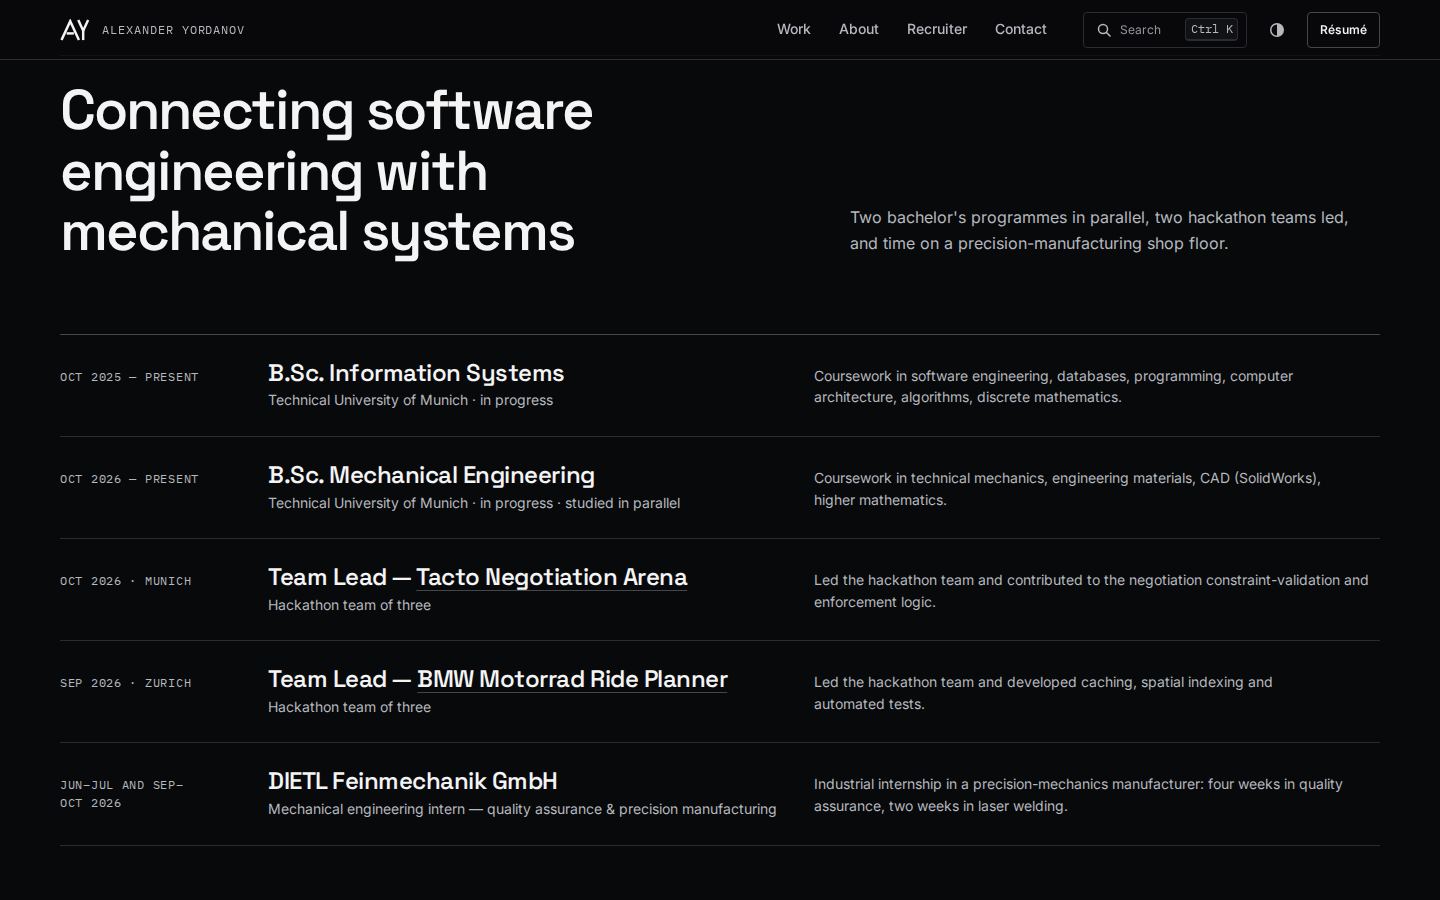 AY ALEXANDER YORDANOV
Work About Recruiter Contact Search Ctrl K Résumé
Connecting software
engineering with
mechanical systems
Two bachelor's programmes in parallel, two hackathon teams led,
and time on a precision-manufacturing shop floor.
OCT 2025 — PRESENT
B.Sc. Information Systems
Technical University of Munich · in progress
Coursework in software engineering, databases, programming, computer
architecture, algorithms, discrete mathematics.
OCT 2026 — PRESENT
B.Sc. Mechanical Engineering
Technical University of Munich · in progress · studied in parallel
Coursework in technical mechanics, engineering materials, CAD (SolidWorks),
higher mathematics.
OCT 2026 · MUNICH
Team Lead — Tacto Negotiation Arena
Hackathon team of three
Led the hackathon team and contributed to the negotiation constraint-validation and
enforcement logic.
SEP 2026 · ZURICH
Team Lead — BMW Motorrad Ride Planner
Hackathon team of three
Led the hackathon team and developed caching, spatial indexing and
automated tests.
JUN–JUL AND SEP–
OCT 2026
DIETL Feinmechanik GmbH
Mechanical engineering intern — quality assurance & precision manufacturing
Industrial internship in a precision-mechanics manufacturer: four weeks in quality
assurance, two weeks in laser welding.